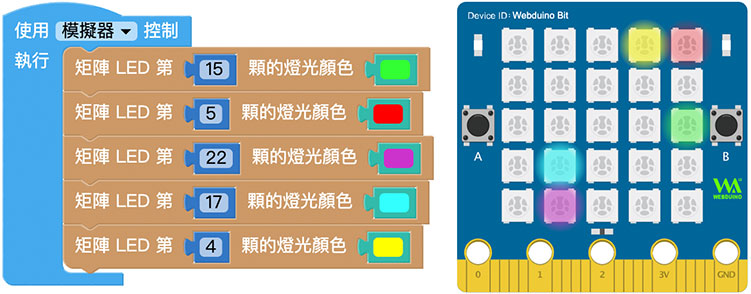 使用 模擬器 控制
執行
矩陣 LED 第 15 顆的燈光顏色
矩陣 LED 第 5 顆的燈光顏色
矩陣 LED 第 22 顆的燈光顏色
矩陣 LED 第 17 顆的燈光顏色
矩陣 LED 第 4 顆的燈光顏色
Device ID: Webduino Bit
A
B
WEBDUINO
0 1 2 3V GND